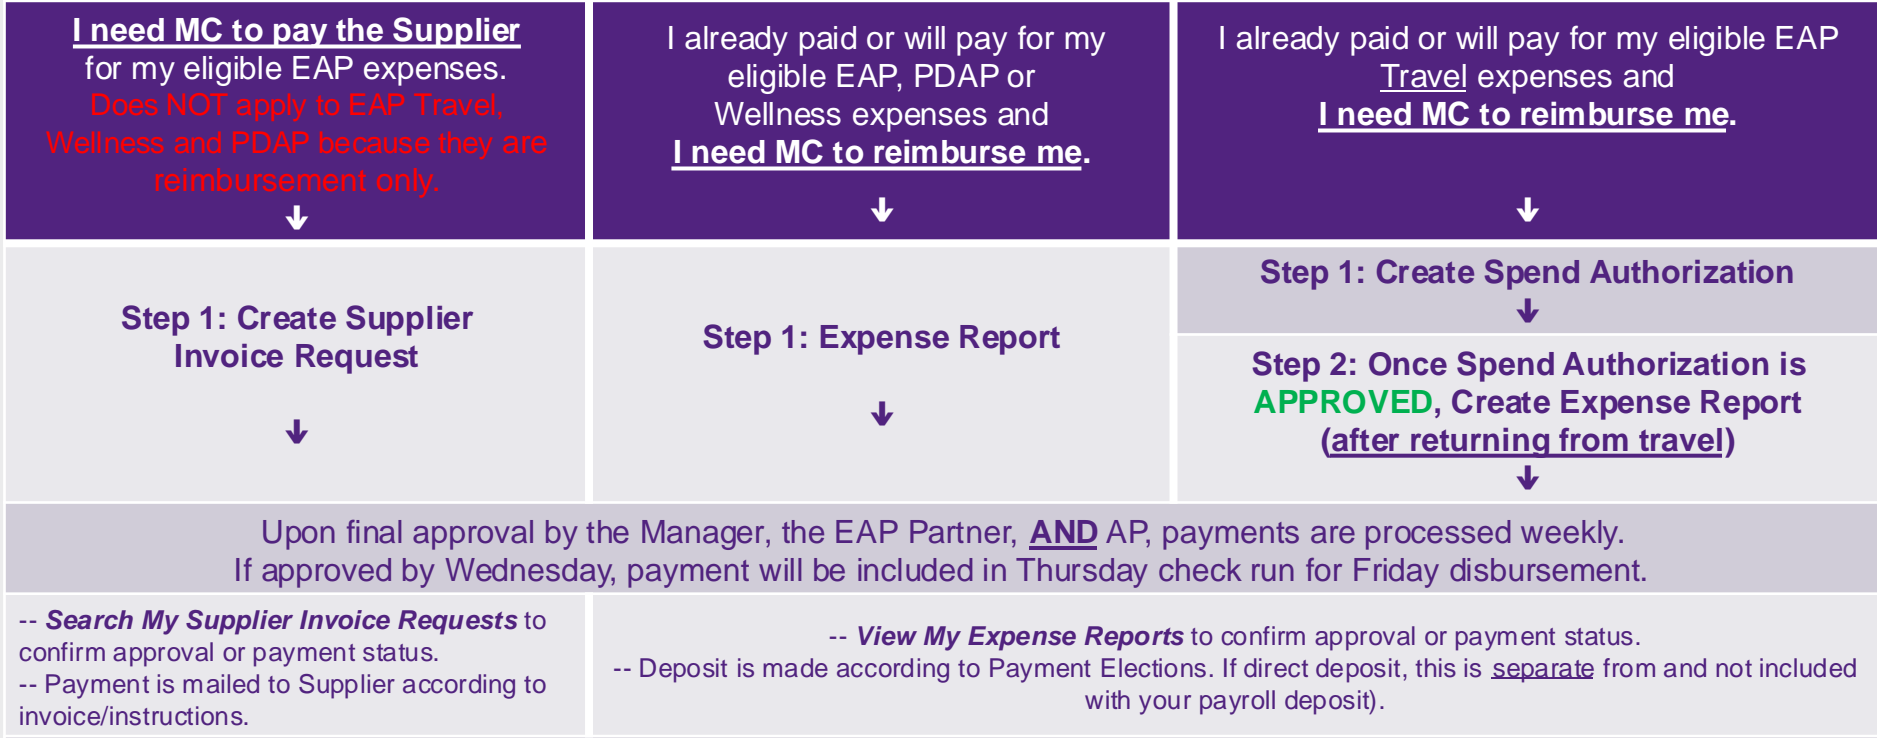 I need MC to pay the Supplier
for my eligible EAP expenses.
Does NOT apply to EAP Travel,
Wellness and PDAP because they are
reimbursement only.
↓
I already paid or will pay for my
eligible EAP, PDAP or
Wellness expenses and
I need MC to reimburse me.
↓
I already paid or will pay for my eligible EAP
Travel expenses and
I need MC to reimburse me.
↓
Step 1: Create Supplier
Invoice Request
↓
Step 1: Expense Report
↓
Step 1: Create Spend Authorization
↓
Step 2: Once Spend Authorization is
APPROVED, Create Expense Report
(after returning from travel)
↓
Upon final approval by the Manager, the EAP Partner, AND AP, payments are processed weekly.
If approved by Wednesday, payment will be included in Thursday check run for Friday disbursement.
-- Search My Supplier Invoice Requests to
confirm approval or payment status.
-- Payment is mailed to Supplier according to
invoice/instructions.
-- View My Expense Reports to confirm approval or payment status.
-- Deposit is made according to Payment Elections. If direct deposit, this is separate from and not included
with your payroll deposit).